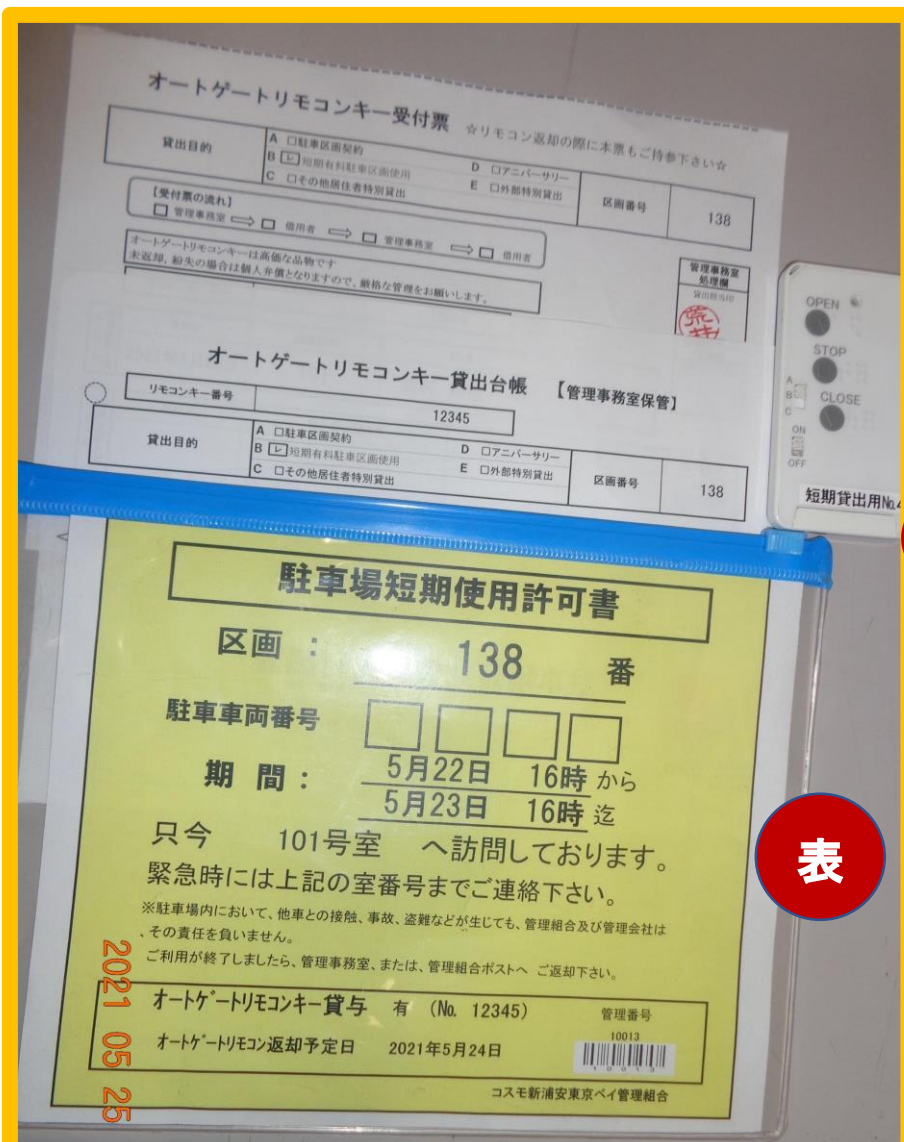 オートゲートリモコンキー受付票 ☆リモコン返却の際に本票もご持参下さい☆
貸出目的
A □駐車区画契約
B レ 短期有料駐車区画使用
C □その他居住者特別貸出
D □アニバーサリー
E □外部特別貸出
区画番号
138
【受付票の流れ】
□ 管理事務室 ⇨ □ 借用者 ⇨ □ 管理事務室 ⇨ □ 借用者
オートゲートリモコンキーは高価な品物です
未返却,紛失の場合は個人弁償となりますので、厳格な管理をお願いします。
管理事務室
処理欄
貸出担当印
オートゲートリモコンキー貸出台帳 【管理事務室保管】
リモコンキー番号
12345
貸出目的
A □駐車区画契約
B レ 短期有料駐車区画使用
C □その他居住者特別貸出
D □アニバーサリー
E □外部特別貸出
区画番号
138
OPEN
STOP
CLOSE
A
B
C
ON
OFF
短期貸出用No.4
駐車場短期使用許可書
区画: 138 番
駐車車両番号 □□□□
期間: 5月22日 16時 から
5月23日 16時 迄
只今 101号室 へ訪問しております。
緊急時には上記の室番号までご連絡下さい。
※駐車場内において、他車との接触、事故、盗難などが生じても、管理組合及び管理会社は
、その責任を負いません。
ご利用が終了しましたら、管理事務室、または、管理組合ポストへ ご返却下さい。
オートゲートリモコンキー貸与 有 (No. 12345)
オートゲートリモコン返却予定日 2021年5月24日
管理番号
10013
10013
コスモ新浦安東京ベイ管理組合
表
2021 05 25